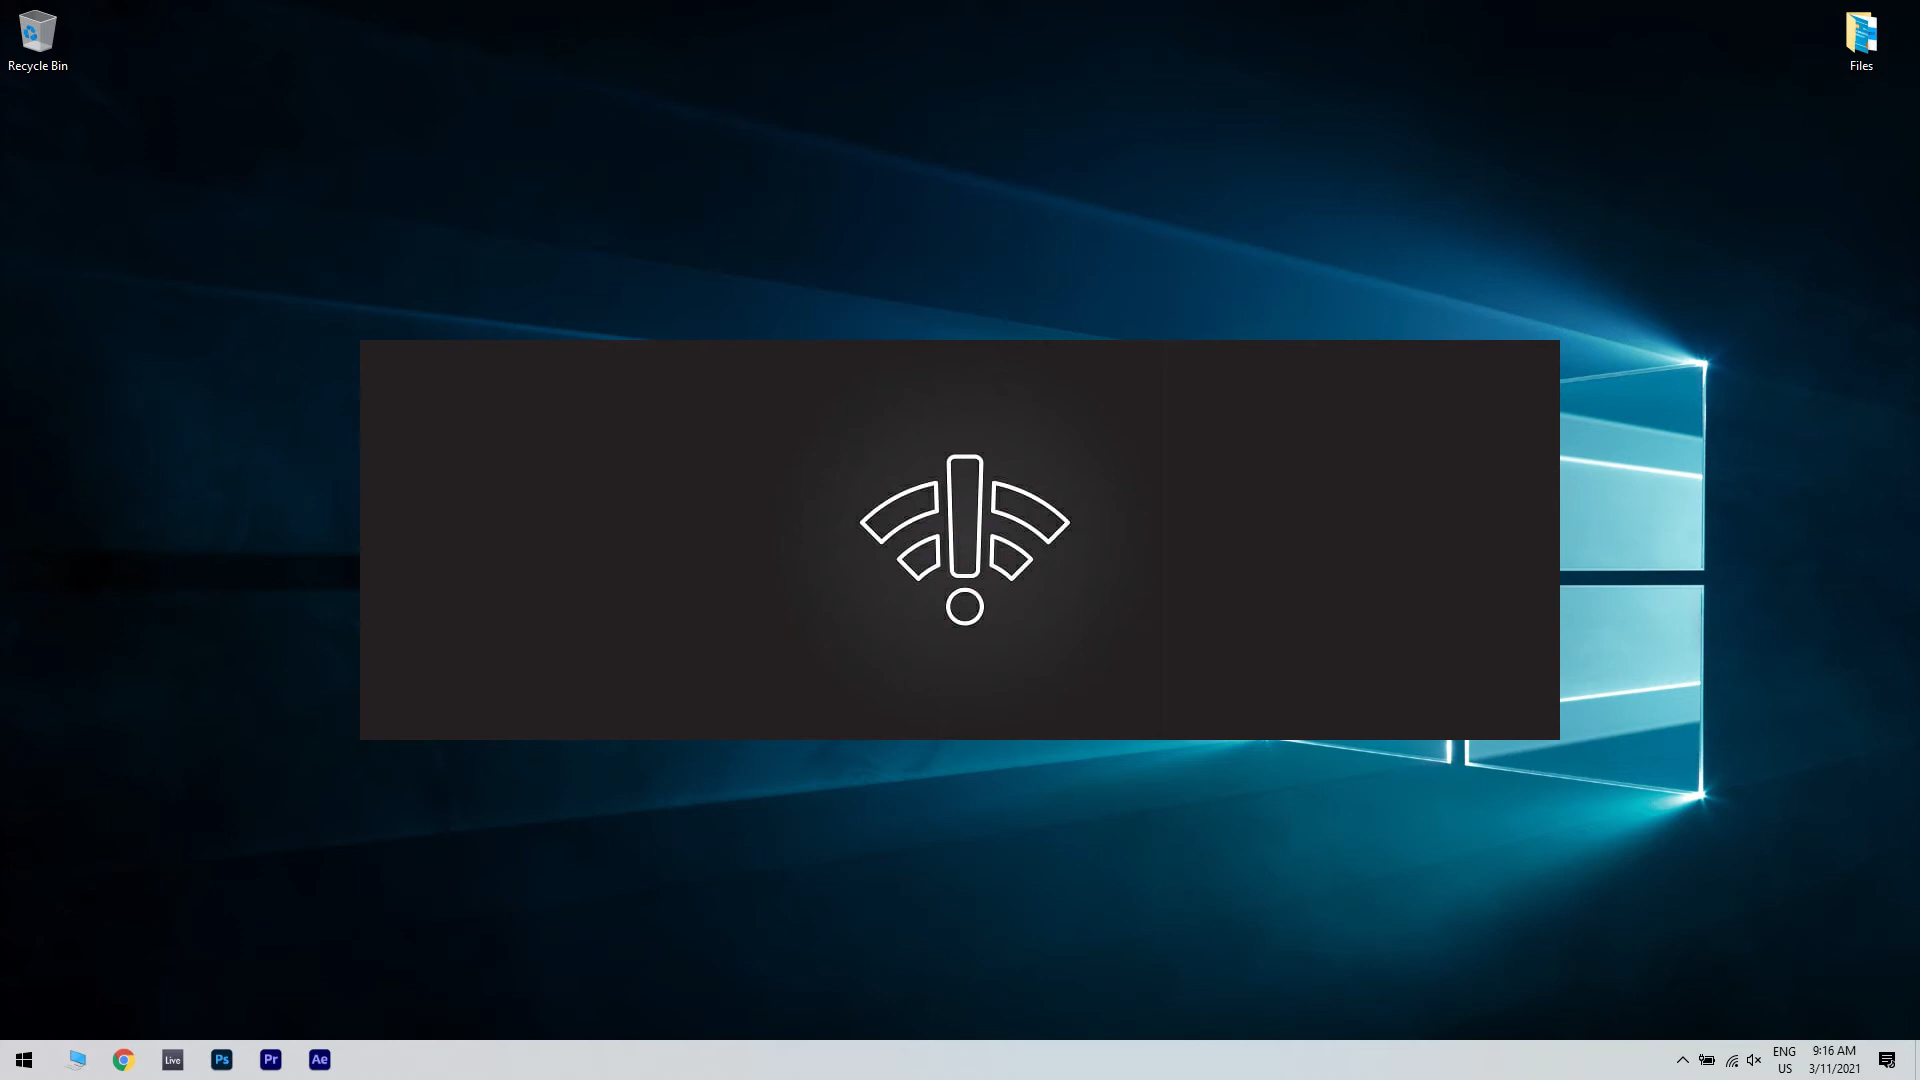 Recycle Bin
Files
Live
Ps
Pr
Ae
ENG
US
9:16 AM
3/11/2021